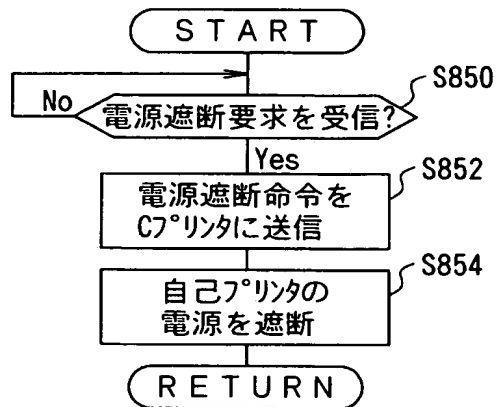 START
No
電源遮断要求を受信?
S850
Yes
電源遮断命令を
Cプリンタに送信
S852
自己プリンタの
電源を遮断
S854
RETURN